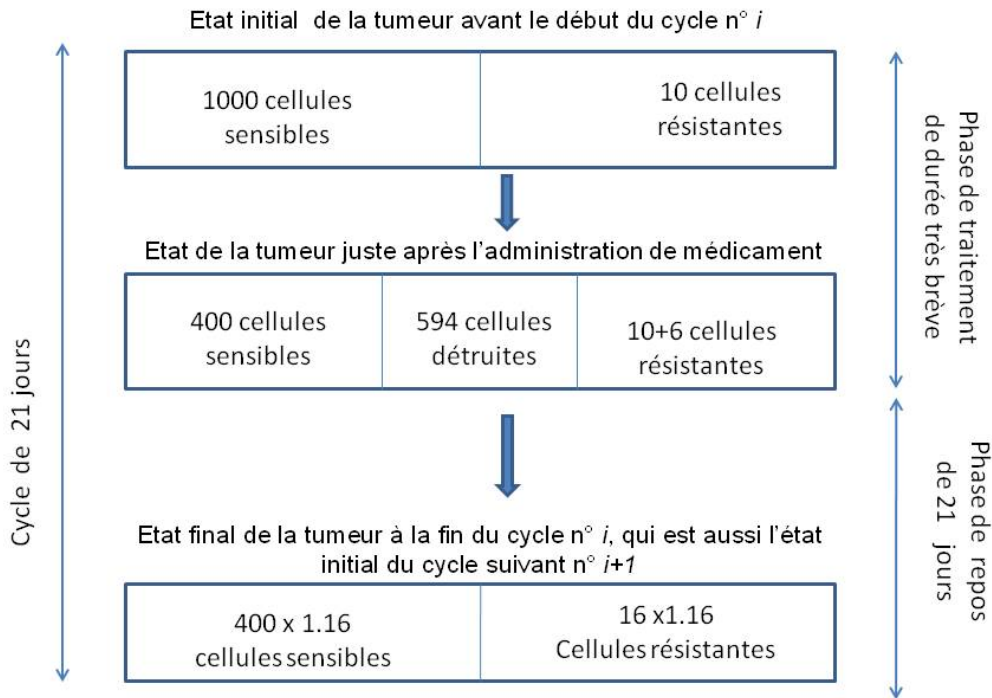 Etat initial de la tumeur avant le début du cycle n° i
1000 cellules
sensibles
10 cellules
résistantes
Phase de traitement
de durée très brève
Etat de la tumeur juste après l'administration de médicament
400 cellules
sensibles
594 cellules
détruites
10+6 cellules
résistantes
Cycle de 21 jours
Phase de repos
de 21 jours
Etat final de la tumeur à la fin du cycle n° i, qui est aussi l'état
initial du cycle suivant n° i+1
400 x 1.16
cellules sensibles
16 x1.16
Cellules résistantes